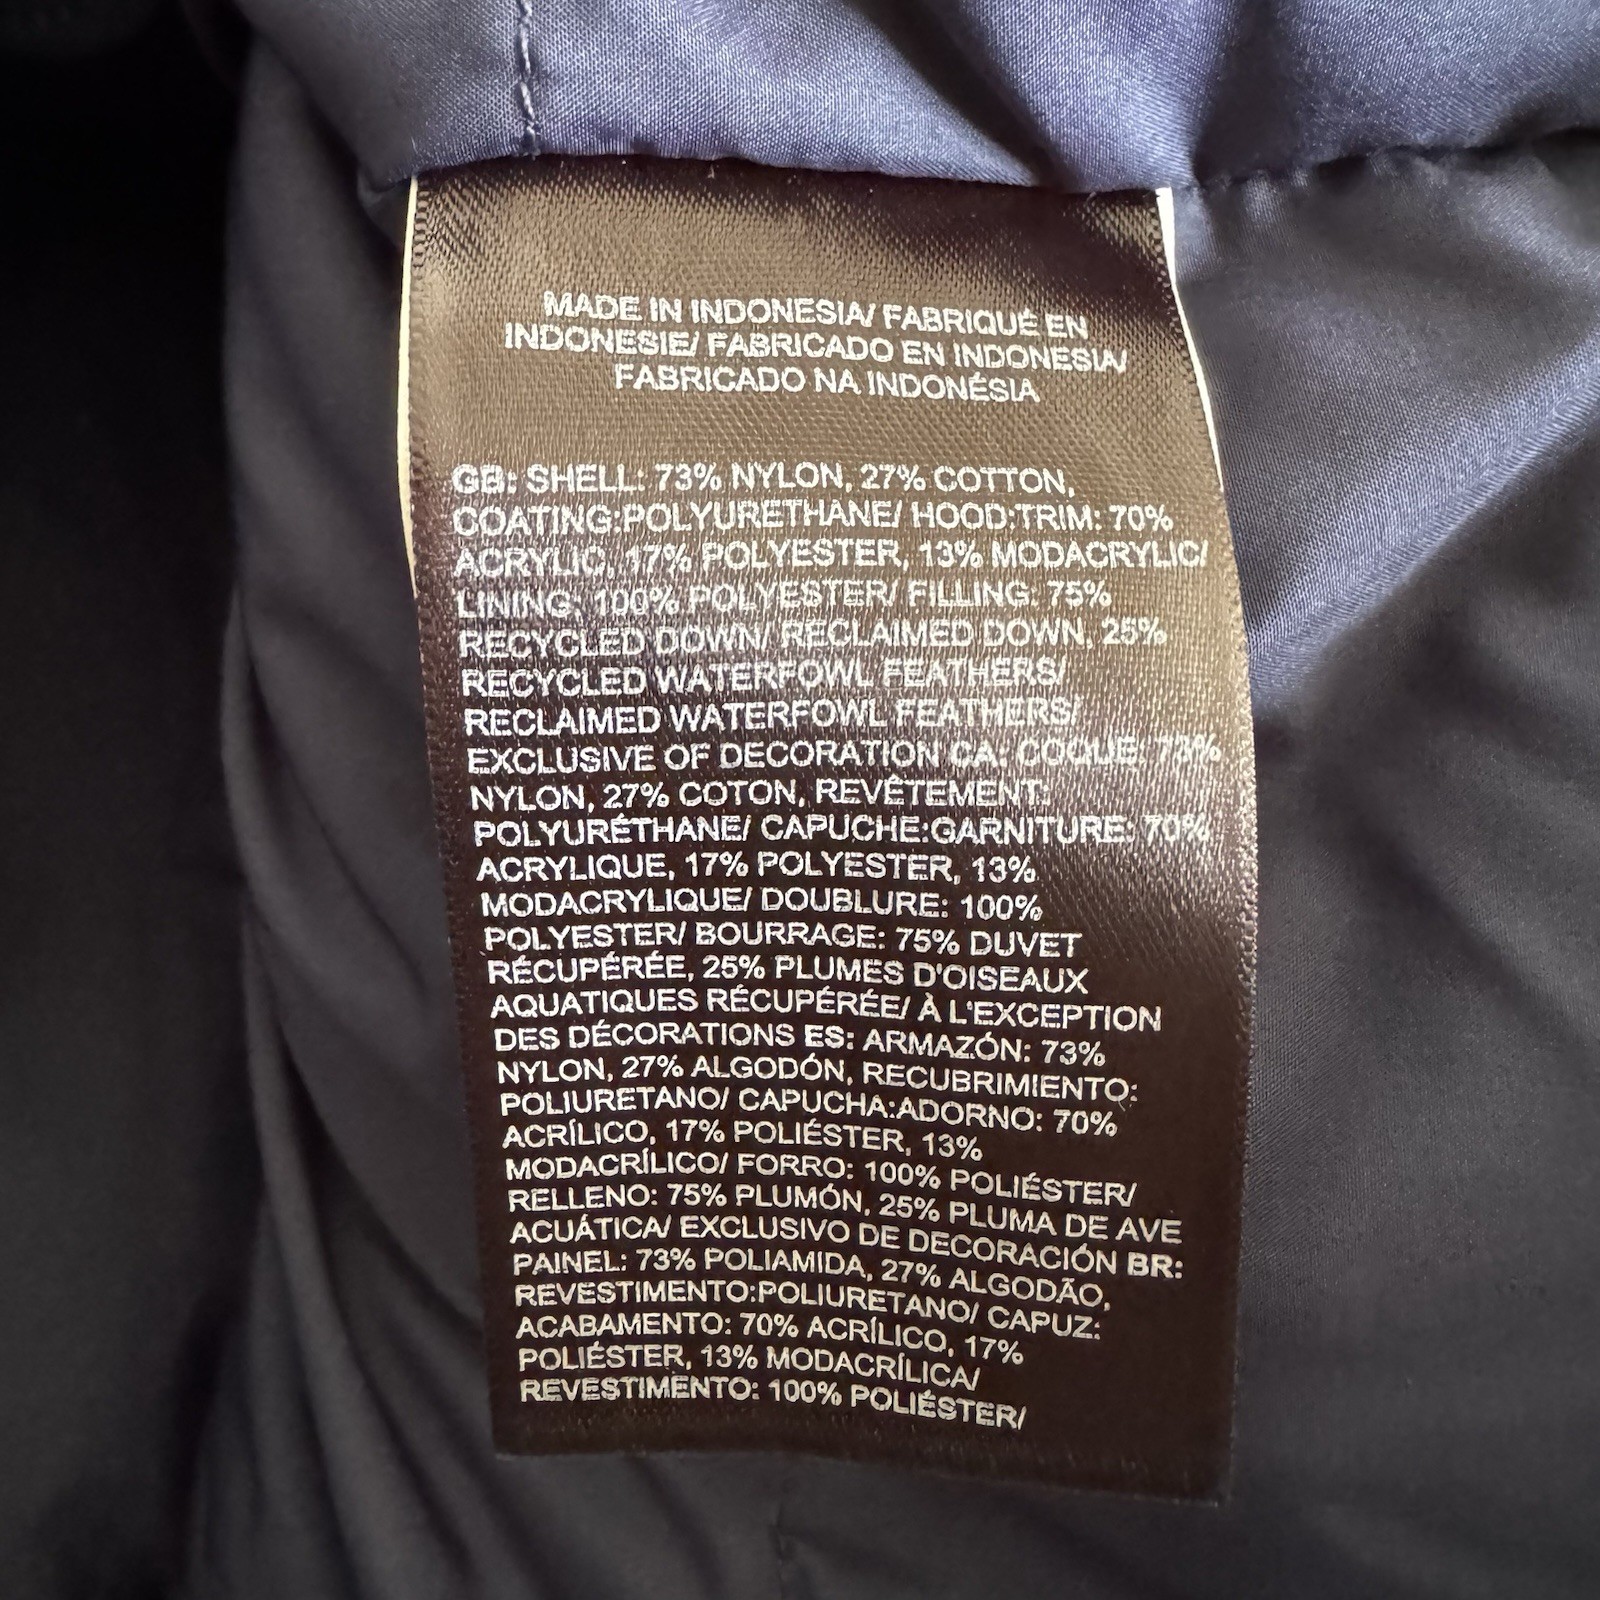 MADE IN INDONESIA/ FABRIQUÉ EN
INDONESIE/ FABRICADO EN INDONESIA/
FABRICADO NA INDONÉSIA
GB: SHELL: 73% NYLON, 27% COTTON,
COATING:POLYURETHANE/ HOOD:TRIM: 70%
ACRYLIC, 17% POLYESTER, 13% MODACRYLIC/
LINING: 100% POLYESTER/ FILLING: 75%
RECYCLED DOWN/ RECLAIMED DOWN, 25%
RECYCLED WATERFOWL FEATHERS/
RECLAIMED WATERFOWL FEATHERS/
EXCLUSIVE OF DECORATION CA: COQUE: 73%
NYLON, 27% COTON, REVÊTEMENT:
POLYURÉTHANE/ CAPUCHE:GARNITURE: 70%
ACRYLIQUE, 17% POLYESTER, 13%
MODACRYLIQUE/ DOUBLURE: 100%
POLYESTER/ BOURRAGE: 75% DUVET
RÉCUPÉRÉE, 25% PLUMES D'OISEAUX
AQUATIQUES RÉCUPÉRÉE/ À L'EXCEPTION
DES DÉCORATIONS ES: ARMAZÓN: 73%
NYLON, 27% ALGODÓN, RECUBRIMIENTO:
POLIURETANO/ CAPUCHA:ADORNO: 70%
ACRÍLICO, 17% POLIÉSTER, 13%
MODACRÍLICO/ FORRO: 100% POLIÉSTER/
RELLENO: 75% PLUMÓN, 25% PLUMA DE AVE
ACUÁTICA/ EXCLUSIVO DE DECORACIÓN BR:
PAINEL: 73% POLIAMIDA, 27% ALGODÃO,
REVESTIMENTO:POLIURETANO/ CAPUZ:
ACABAMENTO: 70% ACRÍLICO, 17%
POLIÉSTER, 13% MODACRÍLICA/
REVESTIMENTO: 100% POLIÉSTER/